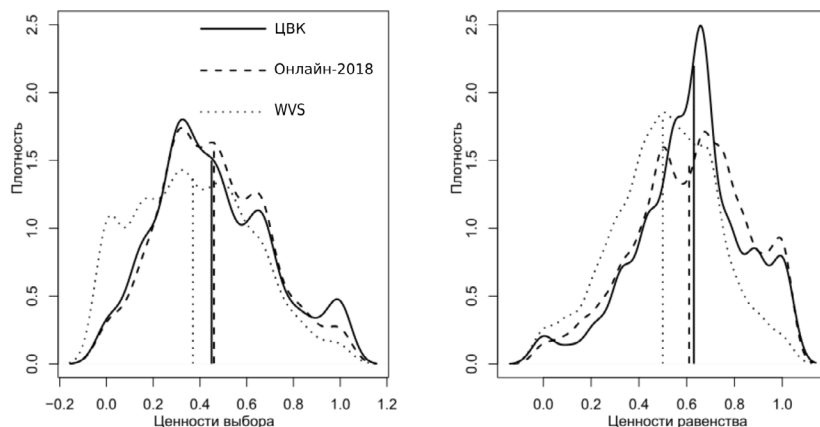 ЦВК
Онлайн-2018
WVS
Плотность
0.0 0.5 1.0 1.5 2.0 2.5
−0.2 0.0 0.2 0.4 0.6 0.8 1.0 1.2
Ценности выбора
Плотность
0.0 0.5 1.0 1.5 2.0 2.5
0.0 0.2 0.4 0.6 0.8 1.0
Ценности равенства